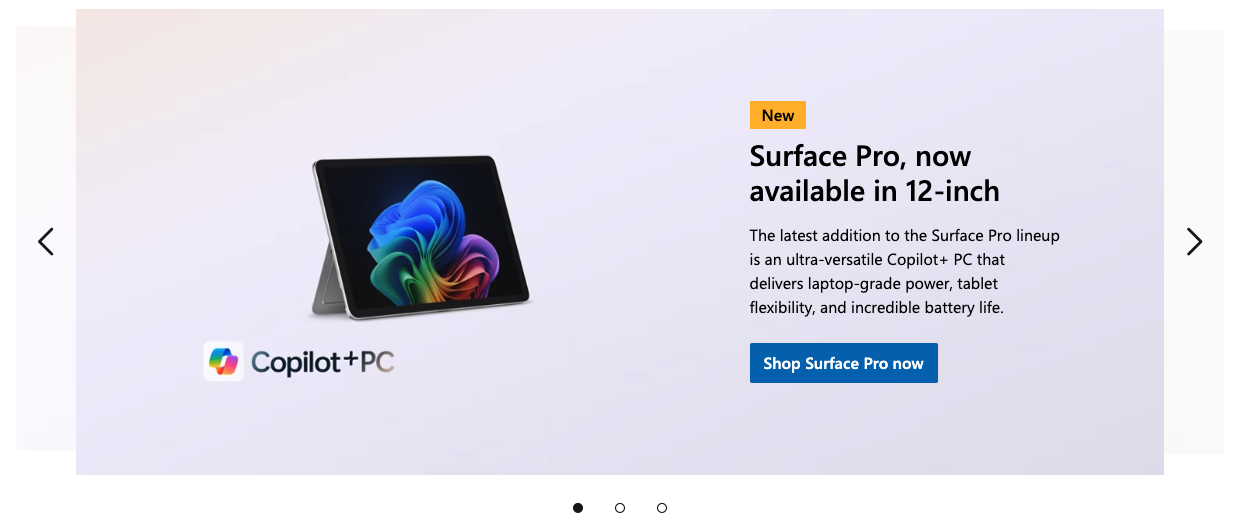 New
Surface Pro, now
available in 12-inch
The latest addition to the Surface Pro lineup
is an ultra-versatile Copilot+ PC that
delivers laptop-grade power, tablet
flexibility, and incredible battery life.
Shop Surface Pro now
Copilot+PC